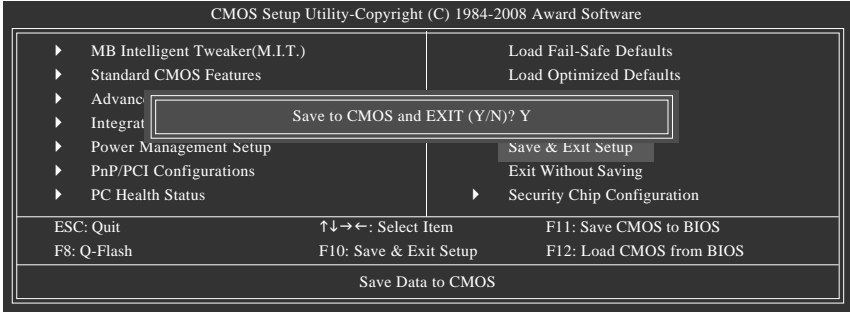 CMOS Setup Utility-Copyright (C) 1984-2008 Award Software
MB Intelligent Tweaker(M.I.T.)
Standard CMOS Features
Advanc
Integrat
Power Management Setup
PnP/PCI Configurations
PC Health Status
Load Fail-Safe Defaults
Load Optimized Defaults
Save & Exit Setup
Exit Without Saving
Security Chip Configuration
Save to CMOS and EXIT (Y/N)? Y
ESC: Quit ↑↓→←: Select Item F11: Save CMOS to BIOS
F8: Q-Flash F10: Save & Exit Setup F12: Load CMOS from BIOS
Save Data to CMOS